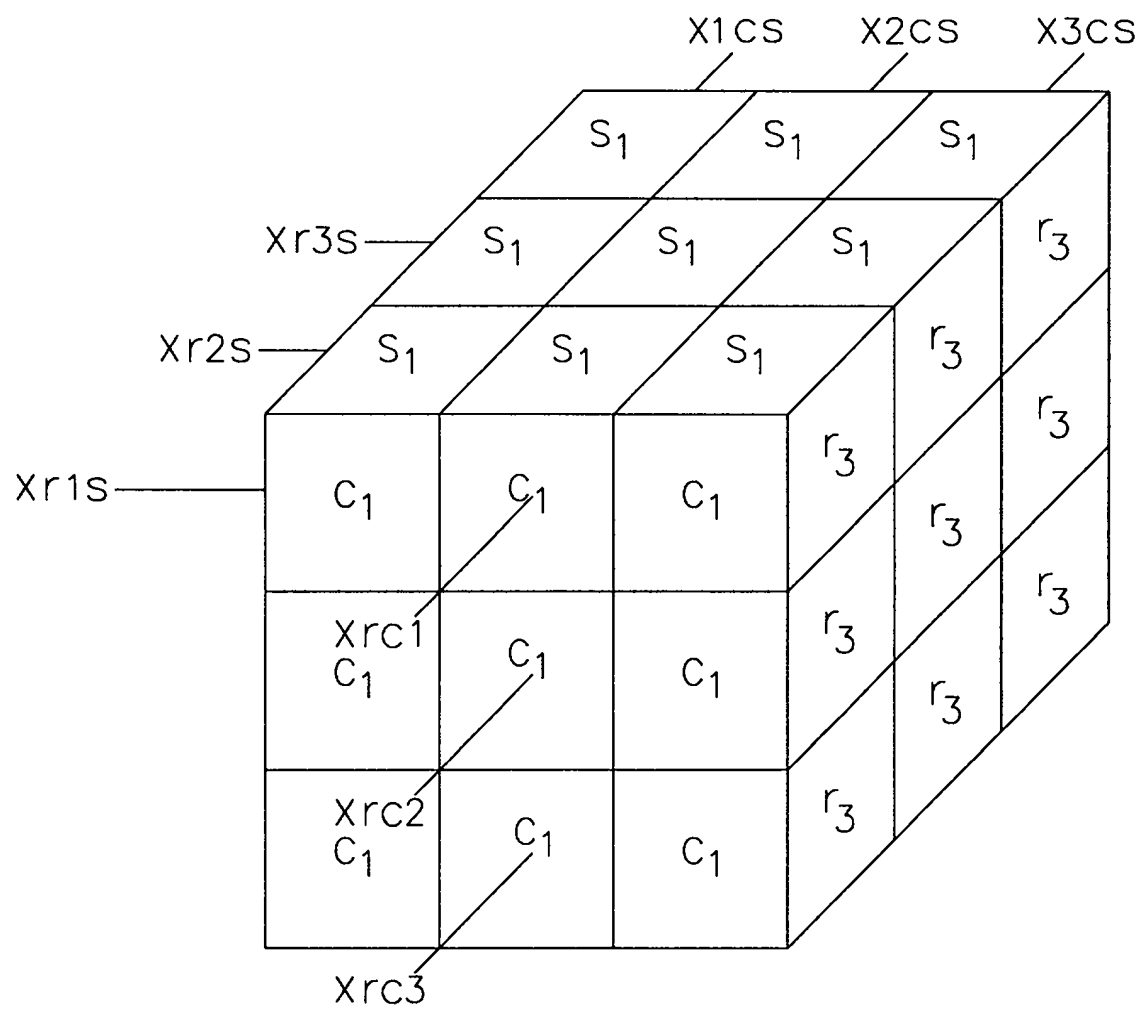 X1cs X2cs X3cs
S1 S1 S1
Xr3s S1 S1 S1 r3
Xr2s S1 S1 S1 r3
r3
r3
Xr1s C1 C1 C1
r3
r3
Xrc1
C1 C1 C1
r3
r3
Xrc2
C1 C1 C1
r3
Xrc3